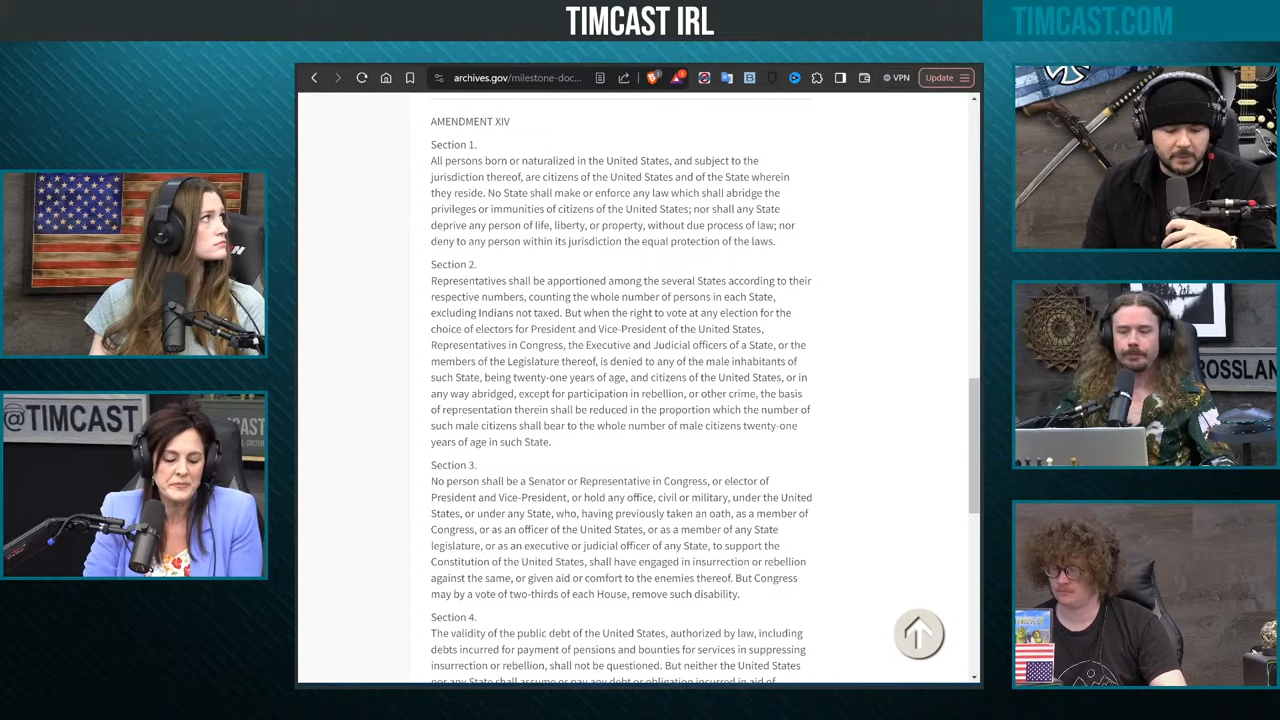 TIMCAST IRL
TIMCAST.COM
archives.gov/milestone-doc...
VPN
Update
AMENDMENT XIV
Section 1.
All persons born or naturalized in the United States, and subject to the
jurisdiction thereof, are citizens of the United States and of the State wherein
they reside. No State shall make or enforce any law which shall abridge the
privileges or immunities of citizens of the United States; nor shall any State
deprive any person of life, liberty, or property, without due process of law; nor
deny to any person within its jurisdiction the equal protection of the laws.
Section 2.
Representatives shall be apportioned among the several States according to their
respective numbers, counting the whole number of persons in each State,
excluding Indians not taxed. But when the right to vote at any election for the
choice of electors for President and Vice-President of the United States,
Representatives in Congress, the Executive and Judicial officers of a State, or the
members of the Legislature thereof, is denied to any of the male inhabitants of
such State, being twenty-one years of age, and citizens of the United States, or in
any way abridged, except for participation in rebellion, or other crime, the basis
of representation therein shall be reduced in the proportion which the number of
such male citizens shall bear to the whole number of male citizens twenty-one
years of age in such State.
Section 3.
No person shall be a Senator or Representative in Congress, or elector of
President and Vice-President, or hold any office, civil or military, under the United
States, or under any State, who, having previously taken an oath, as a member of
Congress, or as an officer of the United States, or as a member of any State
legislature, or as an executive or judicial officer of any State, to support the
Constitution of the United States, shall have engaged in insurrection or rebellion
against the same, or given aid or comfort to the enemies thereof. But Congress
may by a vote of two-thirds of each House, remove such disability.
Section 4.
The validity of the public debt of the United States, authorized by law, including
debts incurred for payment of pensions and bounties for services in suppressing
insurrection or rebellion, shall not be questioned. But neither the United States
nor any State shall assume or pay any debt or obligation incurred in aid of
@TIMCAST
ROSSLAN